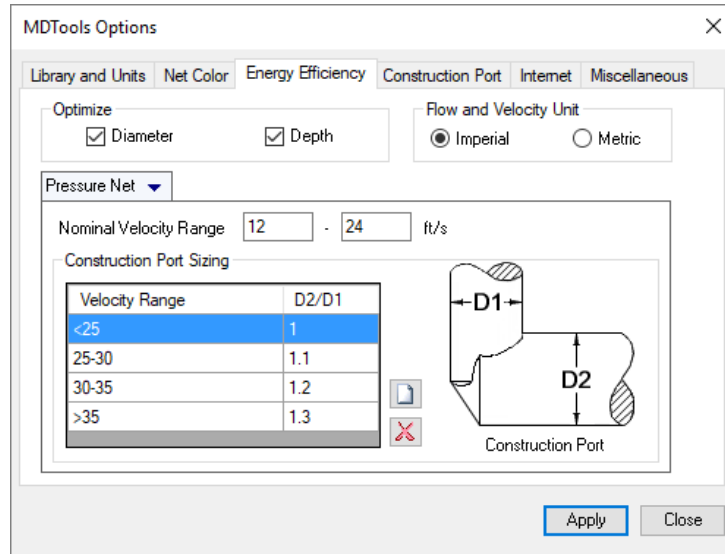 MDTools Options
Library and Units Net Color Energy Efficiency Construction Port Internet Miscellaneous
Optimize
Diameter Depth
Flow and Velocity Unit
Imperial Metric
Pressure Net
Nominal Velocity Range 12 - 24 ft/s
Construction Port Sizing
Velocity Range D2/D1
<25 1
25-30 1.1
30-35 1.2
>35 1.3
D1
D2
Construction Port
Apply Close